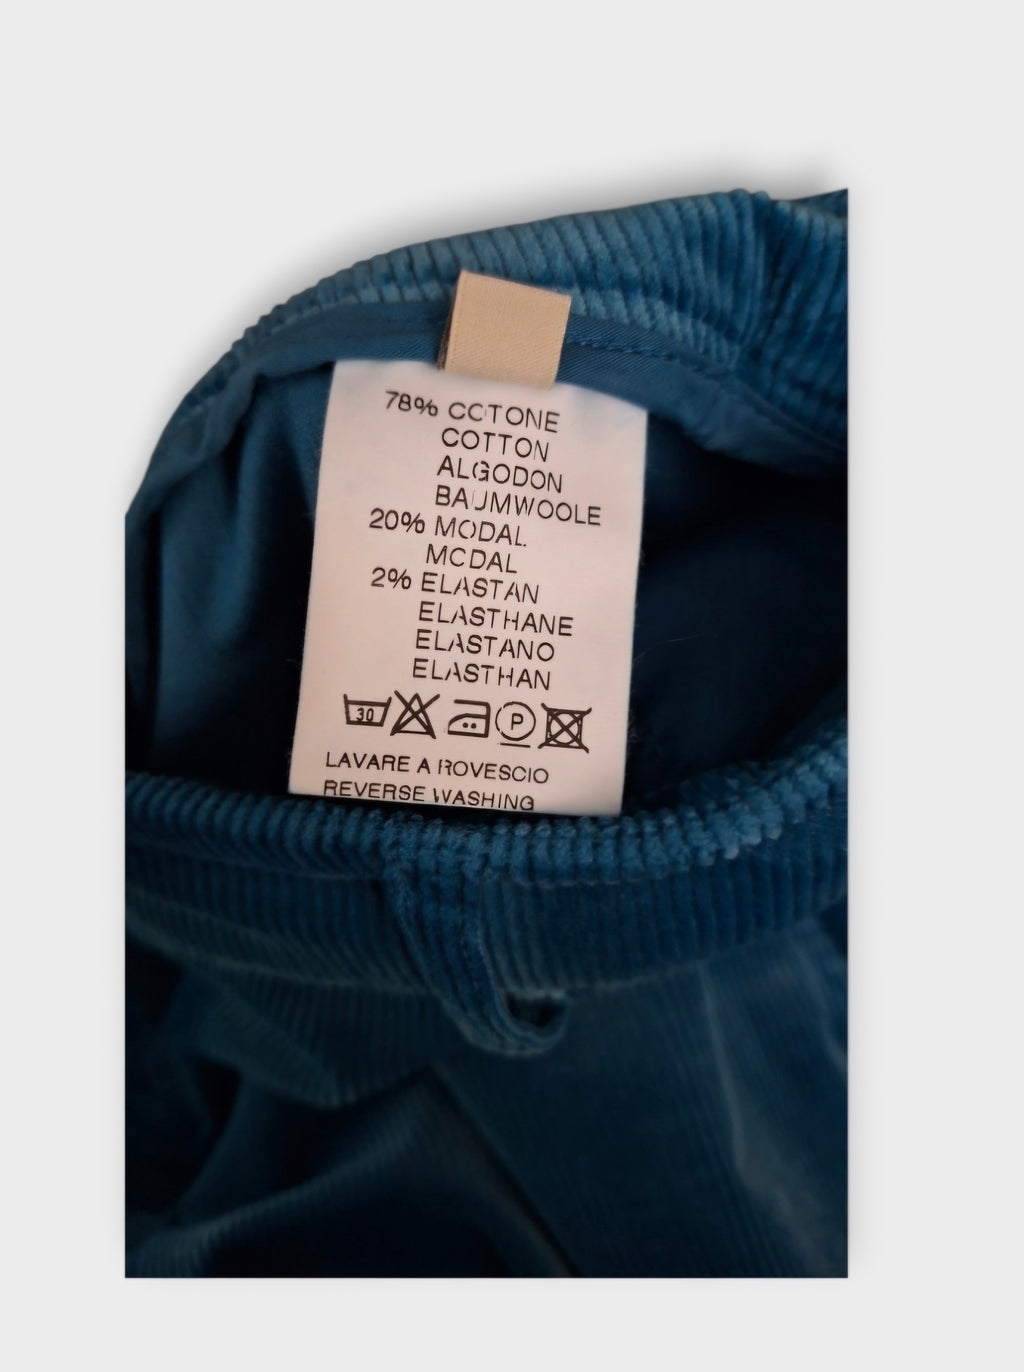 78% COTONE
COTTON
ALGODON
BAUMWOOLE
20% MODAL
MODAL
2% ELASTAN
ELASTHANE
ELASTANO
ELASTHAN
30 P
LAVARE A ROVESCIO
REVERSE WASHING